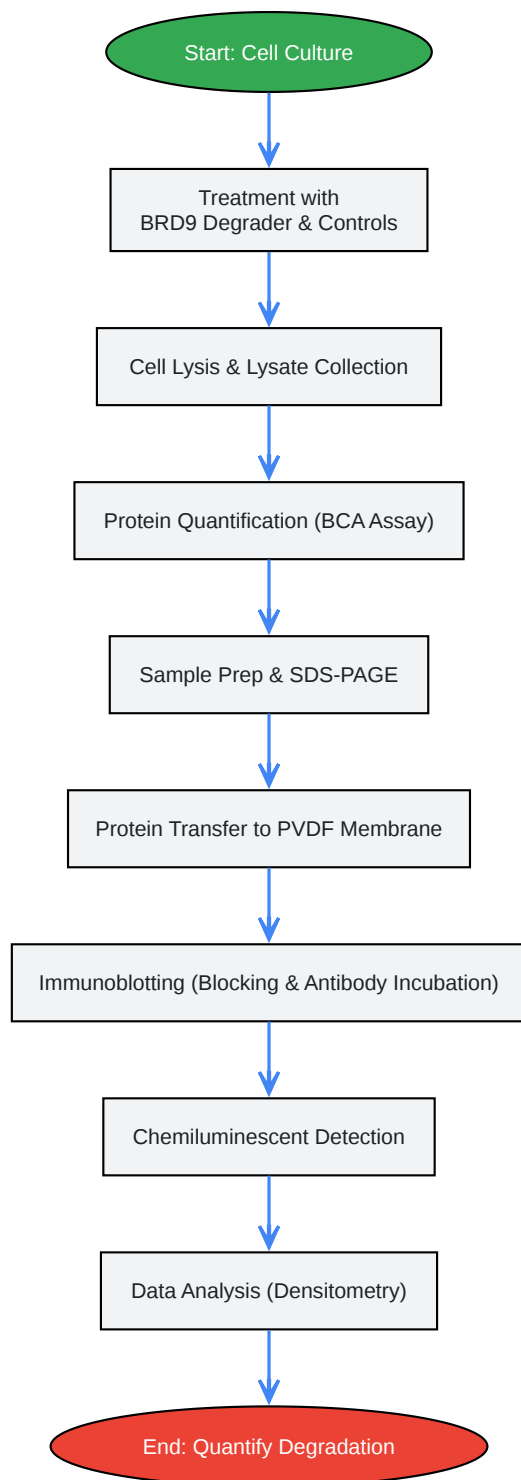 Start: Cell Culture
Treatment with
BRD9 Degrader & Controls
Cell Lysis & Lysate Collection
Protein Quantification (BCA Assay)
Sample Prep & SDS-PAGE
Protein Transfer to PVDF Membrane
Immunoblotting (Blocking & Antibody Incubation)
Chemiluminescent Detection
Data Analysis (Densitometry)
End: Quantify Degradation